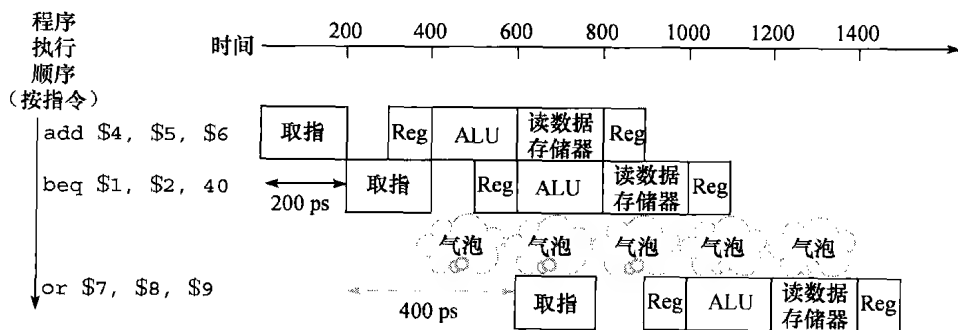 程序
执行
顺序
（按指令）
时间
200 400 600 800 1000 1200 1400
add $4, $5, $6
取指 Reg ALU 读数据存储器 Reg
beq $1, $2, 40
200 ps
取指 Reg ALU 读数据存储器 Reg
气泡 气泡 气泡 气泡 气泡
or $7, $8, $9
400 ps
取指 Reg ALU 读数据存储器 Reg